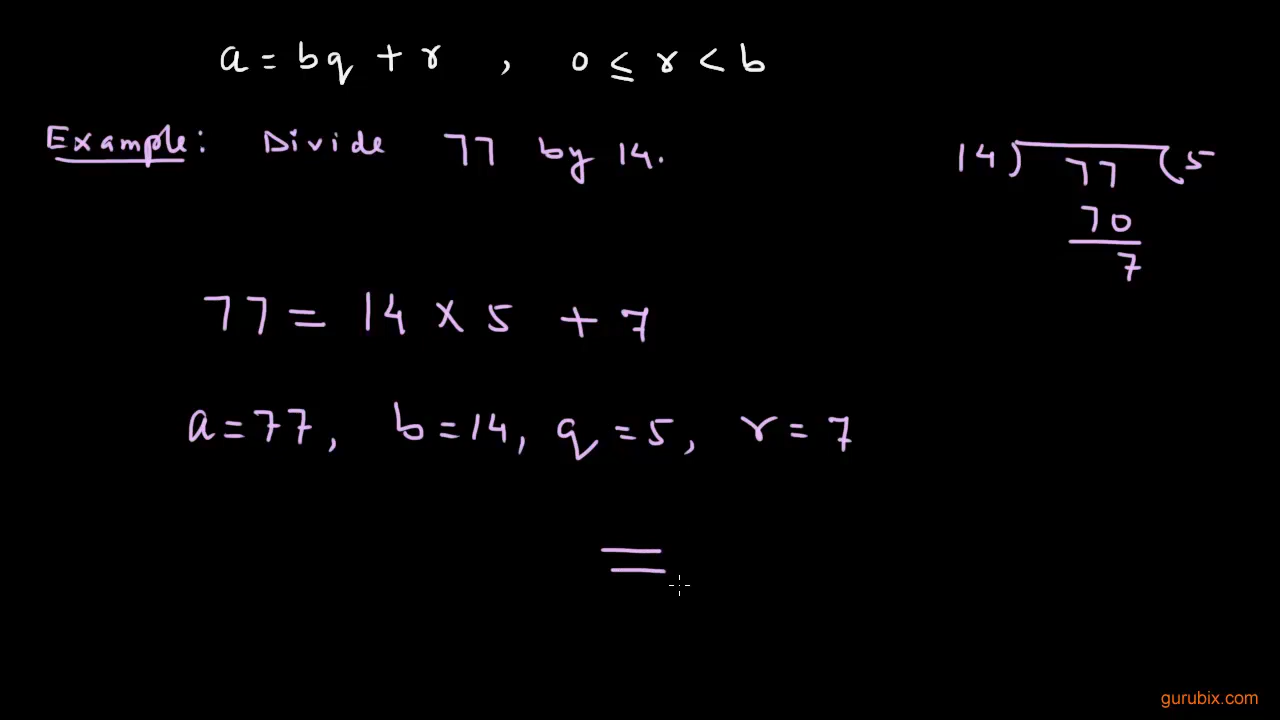 a = bq + r , 0 ≤ r < b
Example: Divide 77 by 14.
14) 77 (5
70
7
77 = 14 × 5 + 7
a = 77, b = 14, q = 5, r = 7
gurubix.com